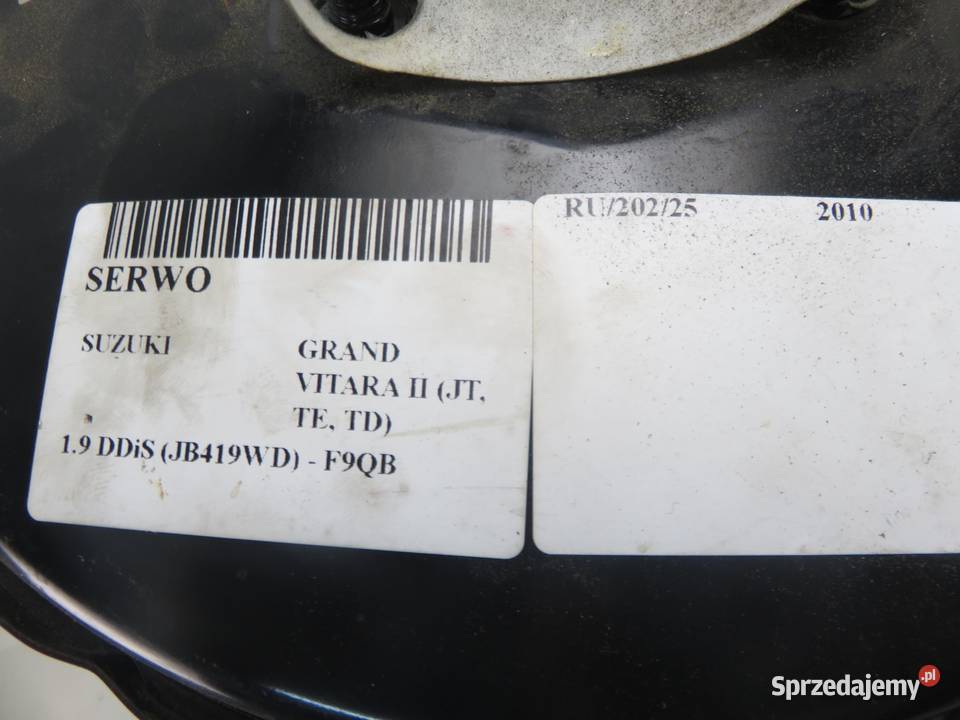 SERWO
SUZUKI
GRAND
VITARA II (JT,
TE, TD)
1.9 DDiS (JB419WD) - F9QB
RU/202/25 2010
Sprzedajemy.pl